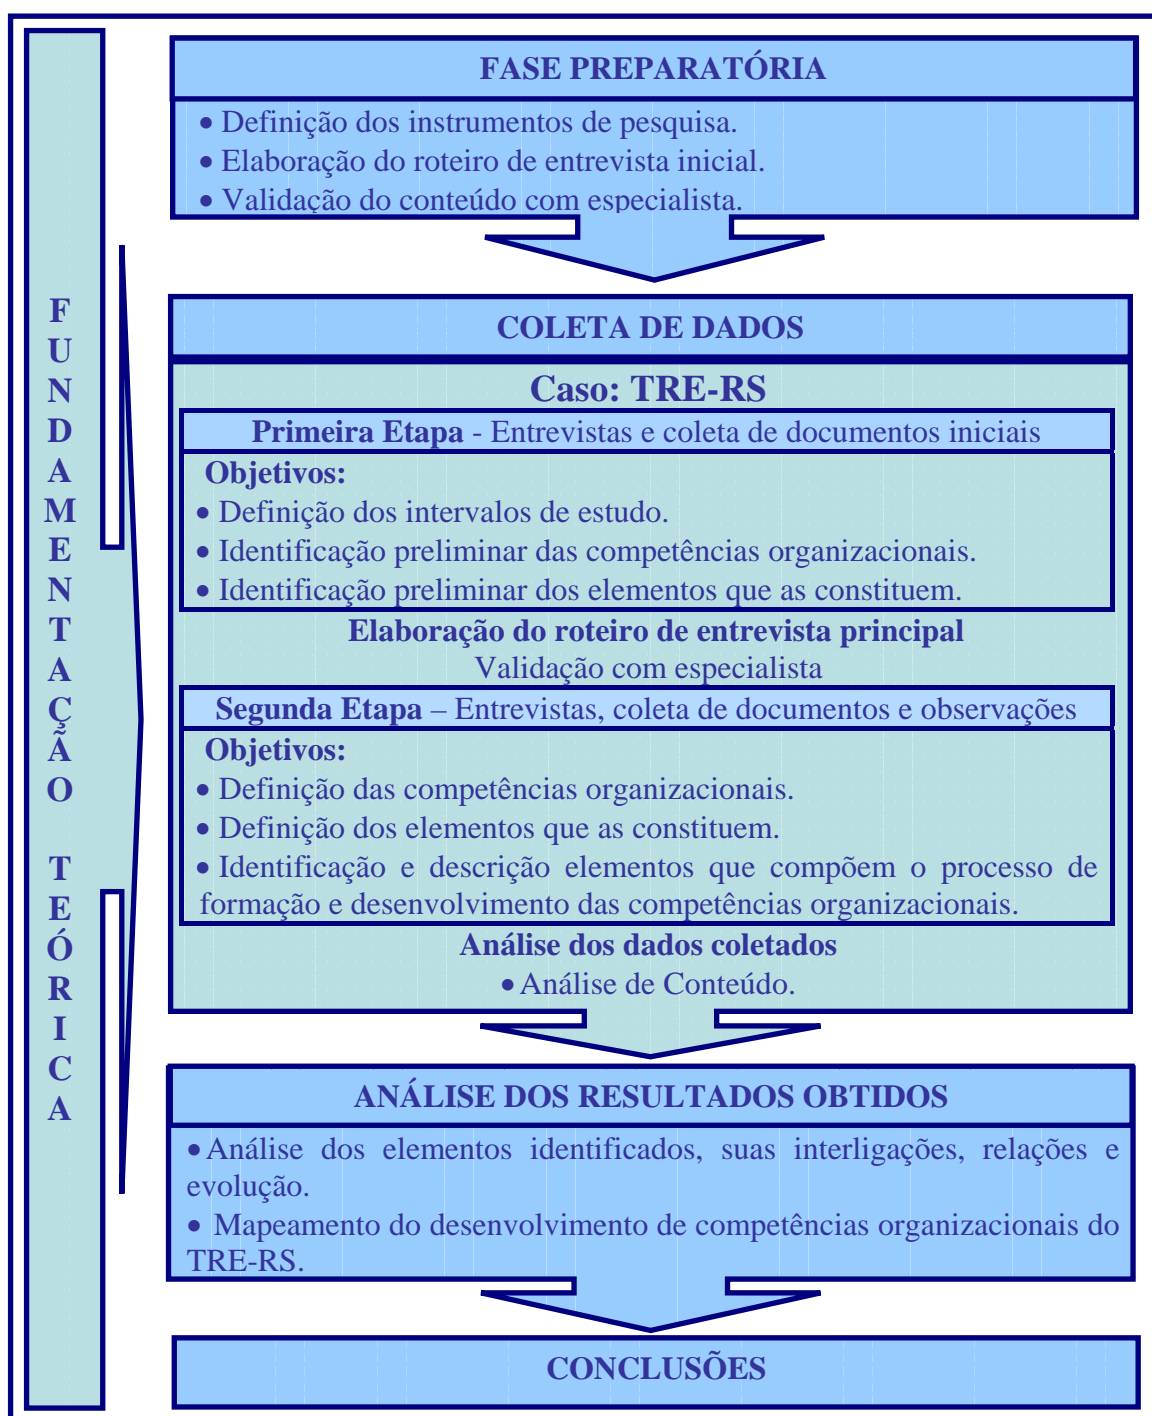 FUNDAMENTAÇÃO TEÓRICA
FASE PREPARATÓRIA
• Definição dos instrumentos de pesquisa.
• Elaboração do roteiro de entrevista inicial.
• Validação do conteúdo com especialista.
COLETA DE DADOS
Caso: TRE-RS
Primeira Etapa - Entrevistas e coleta de documentos iniciais
Objetivos:
• Definição dos intervalos de estudo.
• Identificação preliminar das competências organizacionais.
• Identificação preliminar dos elementos que as constituem.
Elaboração do roteiro de entrevista principal
Validação com especialista
Segunda Etapa – Entrevistas, coleta de documentos e observações
Objetivos:
• Definição das competências organizacionais.
• Definição dos elementos que as constituem.
• Identificação e descrição elementos que compõem o processo de
formação e desenvolvimento das competências organizacionais.
Análise dos dados coletados
• Análise de Conteúdo.
ANÁLISE DOS RESULTADOS OBTIDOS
• Análise dos elementos identificados, suas interligações, relações e
evolução.
• Mapeamento do desenvolvimento de competências organizacionais do
TRE-RS.
CONCLUSÕES